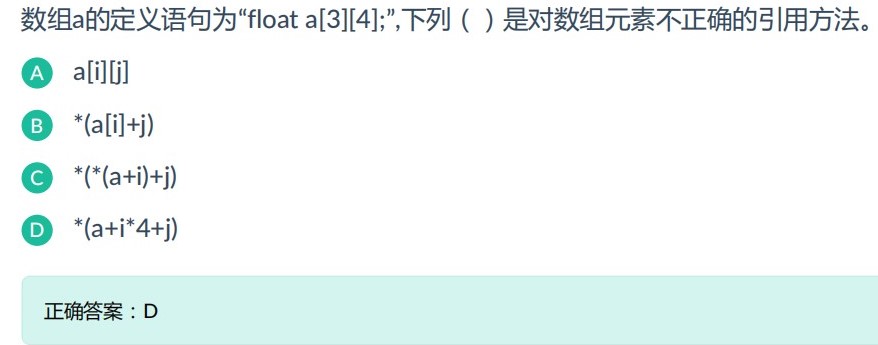 数组a的定义语句为“float a[3][4];”,下列（ ）是对数组元素不正确的引用方法。
A a[i][j]
B *(a[i]+j)
C *(*(a+i)+j)
D *(a+i*4+j)
正确答案：D